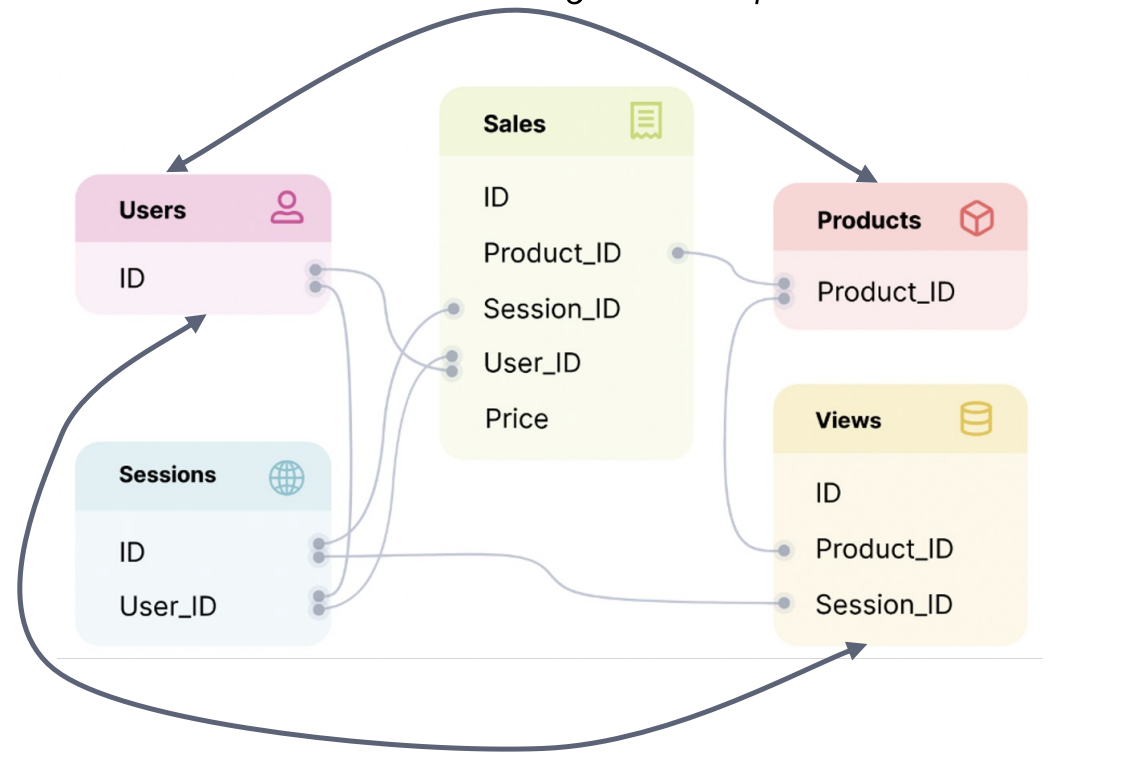 Sales
ID
Product_ID
Session_ID
User_ID
Price
Users
ID
Products
Product_ID
Sessions
ID
User_ID
Views
ID
Product_ID
Session_ID